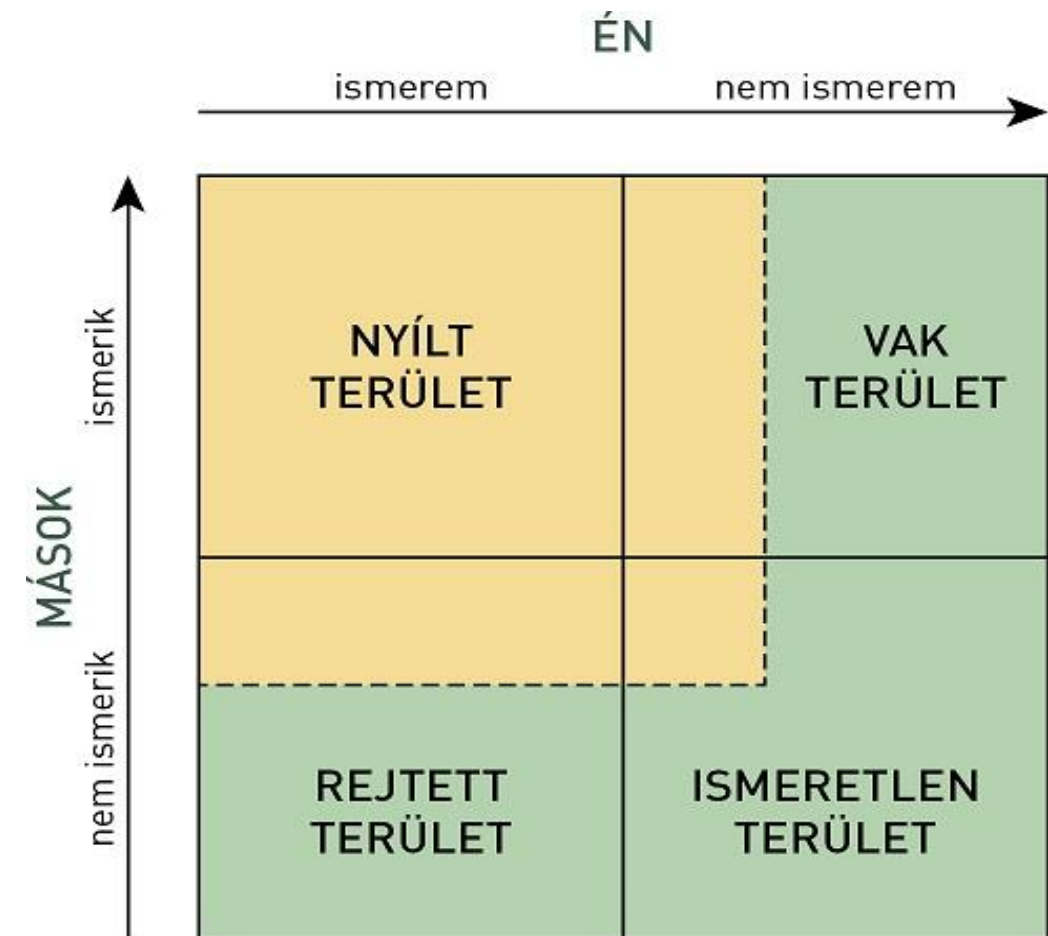 ÉN
ismerem
nem ismerem
ismerik
MÁSOK
nem ismerik
NYÍLT
TERÜLET
VAK
TERÜLET
REJTETT
TERÜLET
ISMERETLEN
TERÜLET